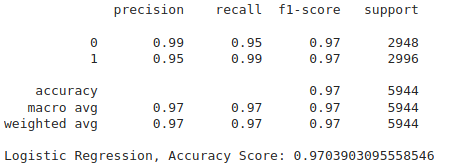 precision recall f1-score support
0 0.99 0.95 0.97 2948
1 0.95 0.99 0.97 2996
accuracy 0.97 5944
macro avg 0.97 0.97 0.97 5944
weighted avg 0.97 0.97 0.97 5944
Logistic Regression, Accuracy Score: 0.9703903095558546